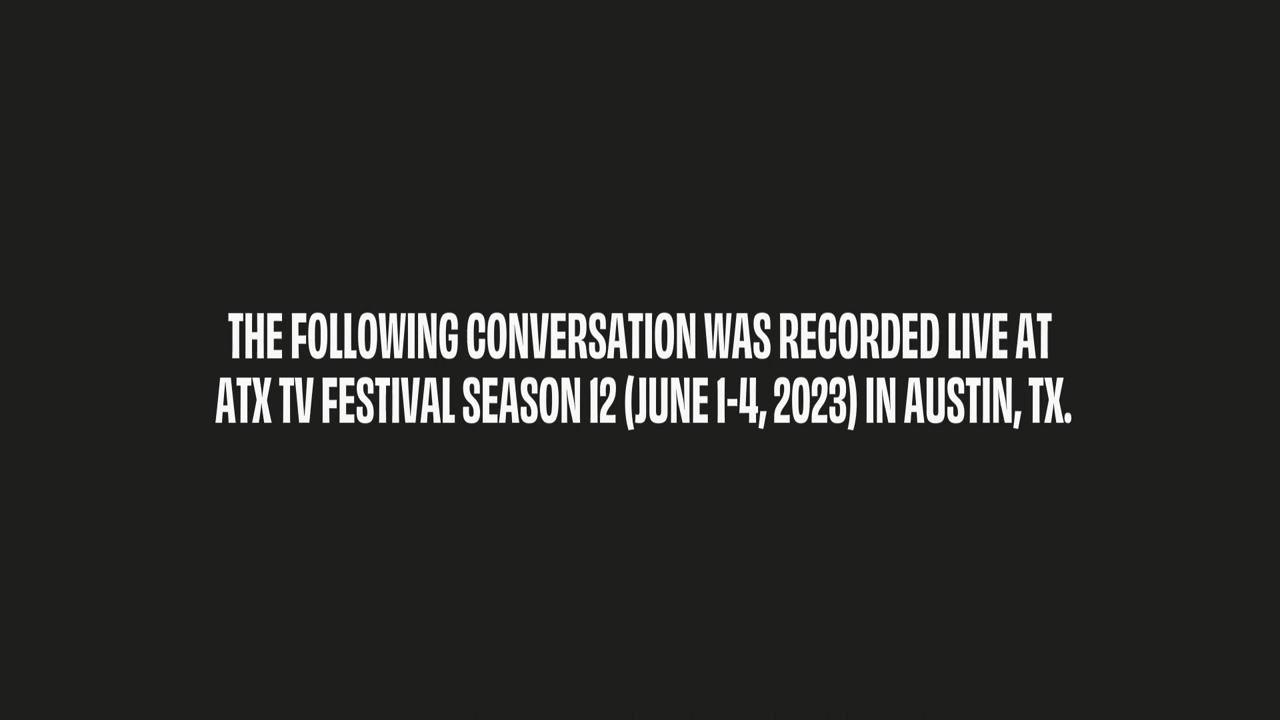 THE FOLLOWING CONVERSATION WAS RECORDED LIVE AT
ATX TV FESTIVAL SEASON 12 (JUNE 1-4, 2023) IN AUSTIN, TX.